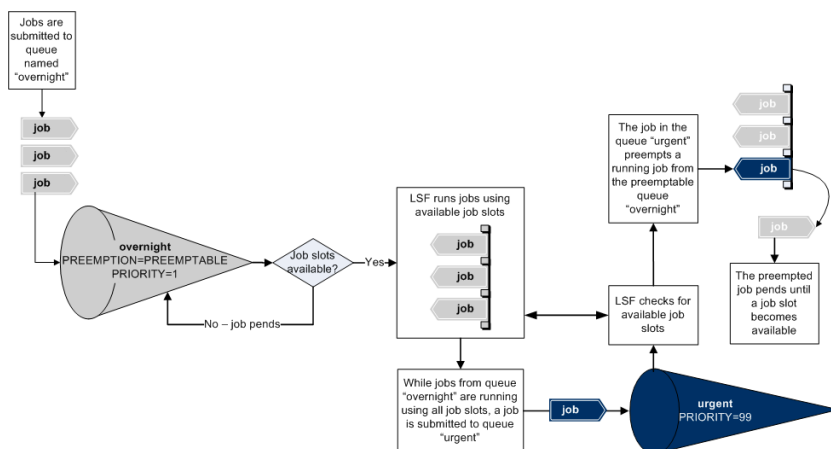 Jobs are
submitted to
queue
named
“overnight”
job
job
job
overnight
PREEMPTION=PREEMPTABLE
PRIORITY=1
Job slots
available?
Yes
No – job pends
LSF runs jobs using
available job slots
job
job
job
While jobs from queue
“overnight” are running
using all job slots, a job
is submitted to queue
“urgent”
job
urgent
PRIORITY=99
LSF checks for
available job
slots
The job in the
queue “urgent”
preempts a
running job from
the preemptable
queue
“overnight”
job
job
job
job
The preempted
job pends until
a job slot
becomes
available